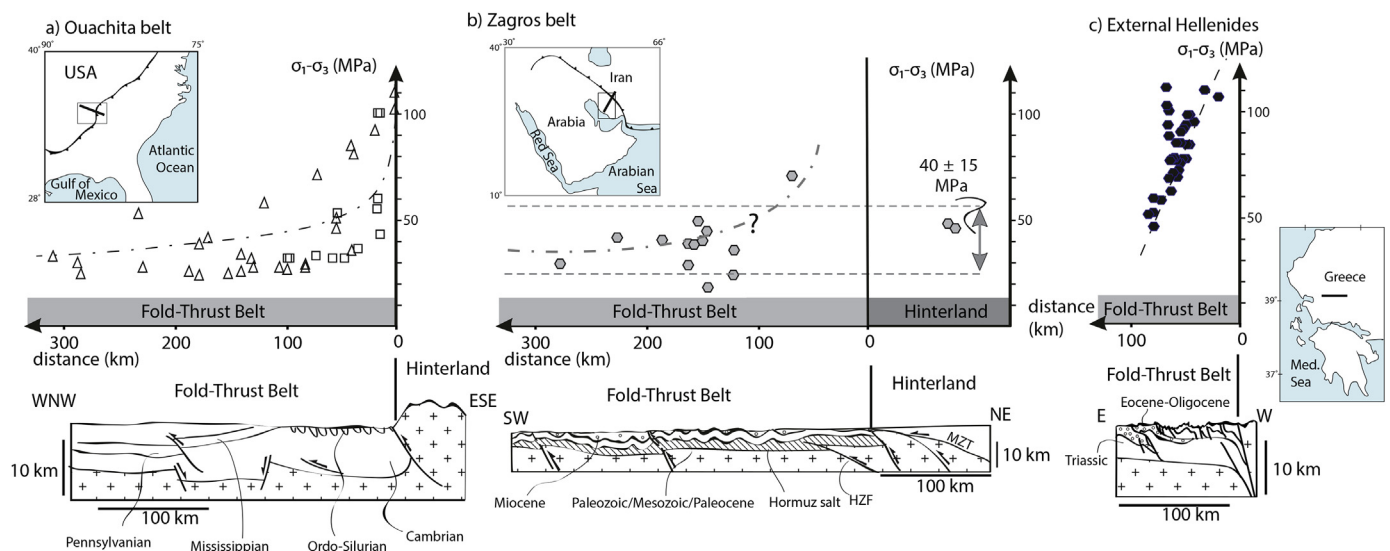 a) Ouachita belt
40°
90°
75°
USA
Atlantic
Ocean
Gulf of
Mexico
28°
σ₁-σ₃ (MPa)
100
50
Fold-Thrust Belt
300
200
100
0
distance (km)
b) Zagros belt
40°
30°
66°
Iran
Arabia
Red Sea
Arabian
Sea
10°
σ₁-σ₃ (MPa)
100
40 ± 15
MPa
50
?
Fold-Thrust Belt
Hinterland
300
200
100
0
distance (km)
distance
(km)
c) External Hellenides
σ₁-σ₃ (MPa)
100
50
Fold-Thrust Belt
100
0
Greece
39°
Med.
Sea
37°
Hinterland
Fold-Thrust Belt
WNW
ESE
10 km
100 km
Pennsylvanian
Mississippian
Ordo-Silurian
Cambrian
Fold-Thrust Belt
Hinterland
SW
NE
MZT
10 km
Miocene
Paleozoic/Mesozoic/Paleocene
Hormuz salt
HZF
100 km
Fold-Thrust Belt
Eocene-Oligocene
E
W
Triassic
10 km
100 km